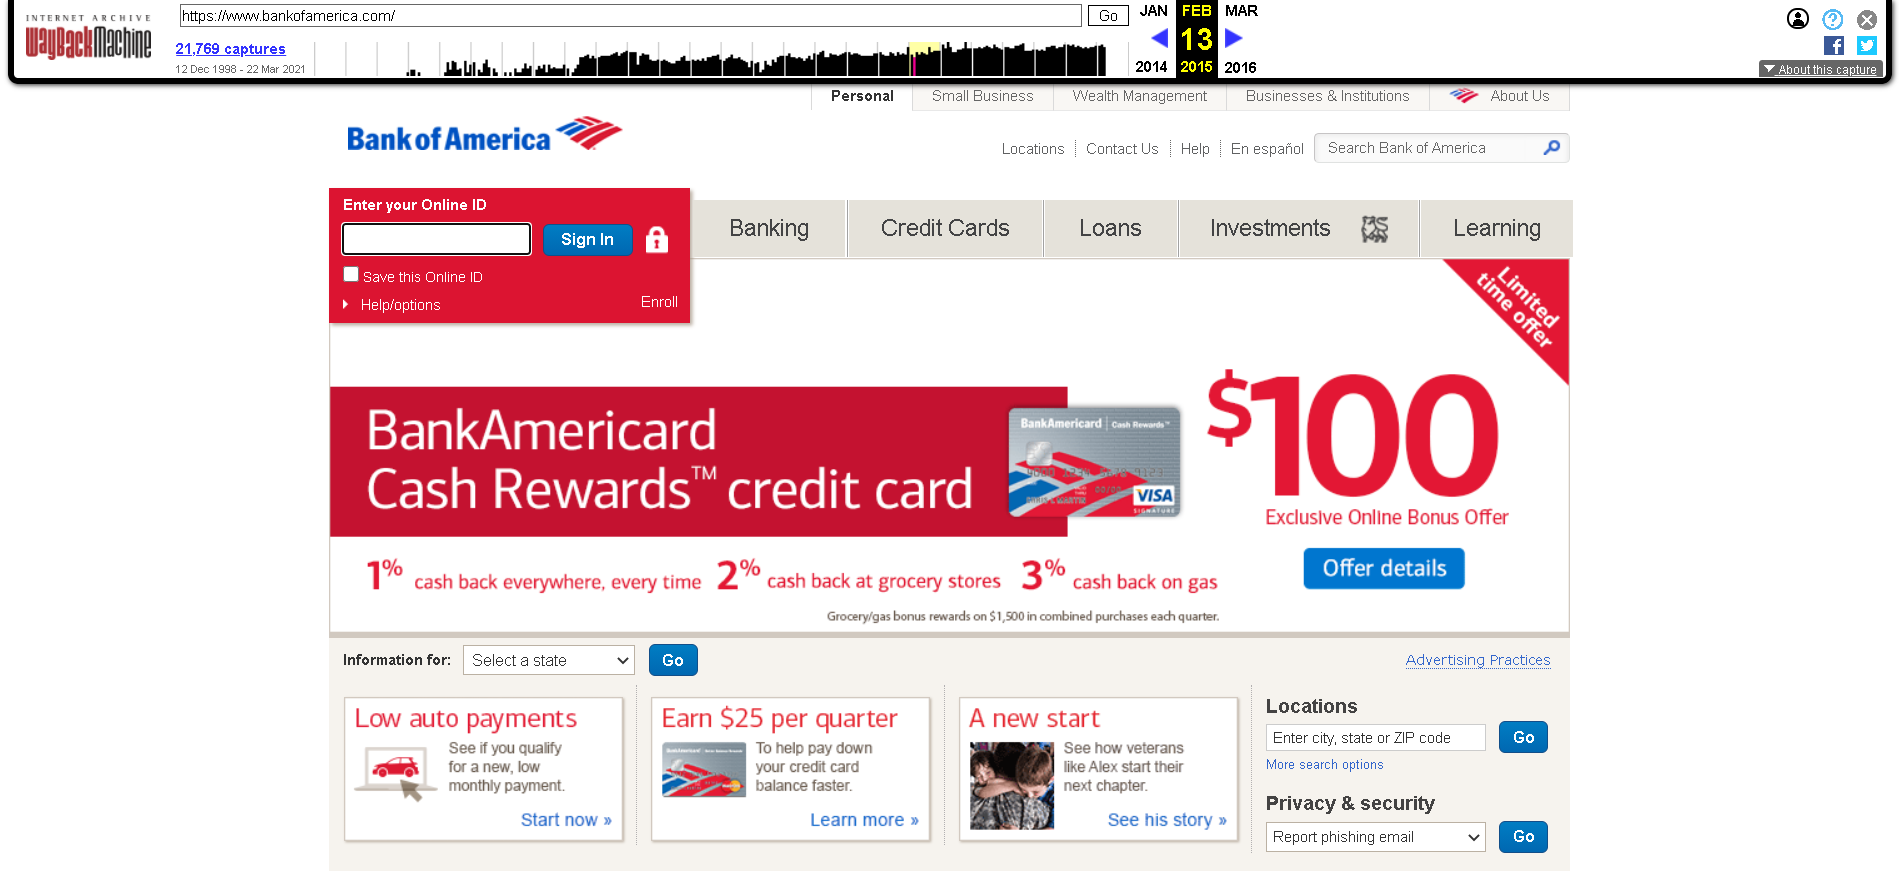 INTERNET ARCHIVE
WayBackMachine
https://www.bankofamerica.com/
Go
JAN FEB MAR
21,769 captures
13
12 Dec 1998 - 22 Mar 2021
2014 2015 2016
About this capture
Personal
Small Business
Wealth Management
Businesses & Institutions
About Us
Bank of America
Locations
Contact Us
Help
En español
Search Bank of America
Enter your Online ID
Sign In
Save this Online ID
Help/options
Enroll
Banking
Credit Cards
Loans
Investments
Learning
Limited
time offer
BankAmericard
Cash Rewards™ credit card
BankAmericard Cash Rewards™
VISA
SIGNATURE
$100
Exclusive Online Bonus Offer
Offer details
1% cash back everywhere, every time 2% cash back at grocery stores 3% cash back on gas
Grocery/gas bonus rewards on $1,500 in combined purchases each quarter.
Information for:
Select a state
Go
Advertising Practices
Low auto payments
See if you qualify
for a new, low
monthly payment.
Start now »
Earn $25 per quarter
BankAmericard
To help pay down
your credit card
balance faster.
Learn more »
A new start
See how veterans
like Alex start their
next chapter.
See his story »
Locations
Enter city, state or ZIP code
Go
More search options
Privacy & security
Report phishing email
Go